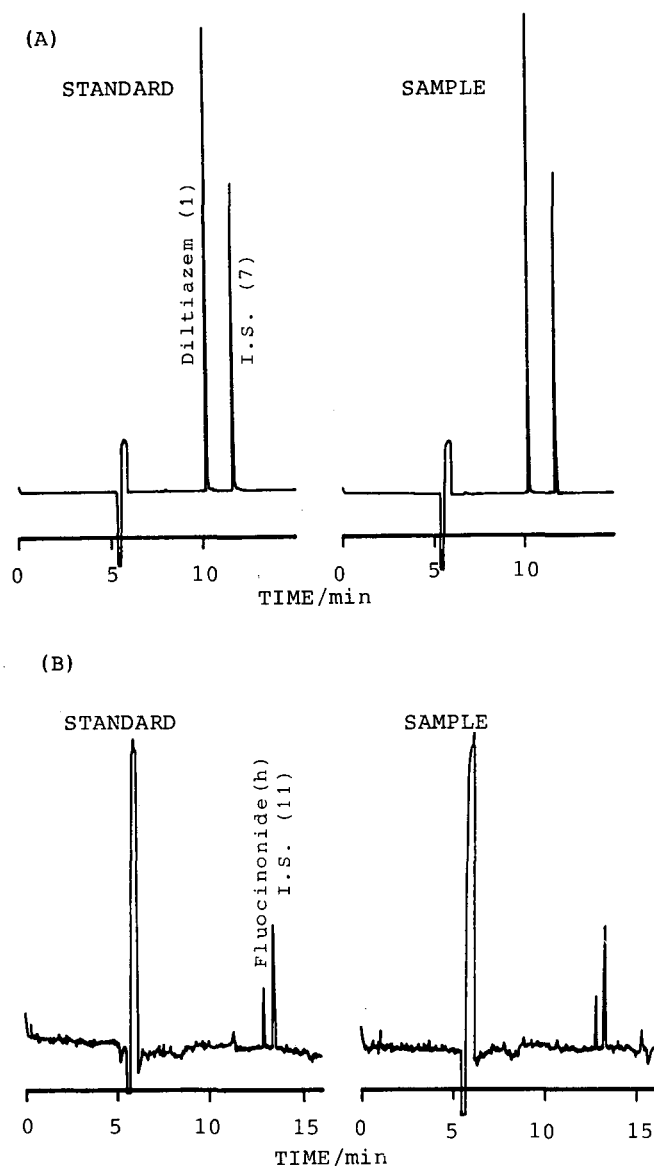 (A)
STANDARD
SAMPLE
Diltiazem (1)
I.S. (7)
0 5 10
0 5 10
TIME/min
(B)
STANDARD
SAMPLE
Fluocinonide(h)
I.S. (11)
0 5 10 15
0 5 10 15
TIME/min